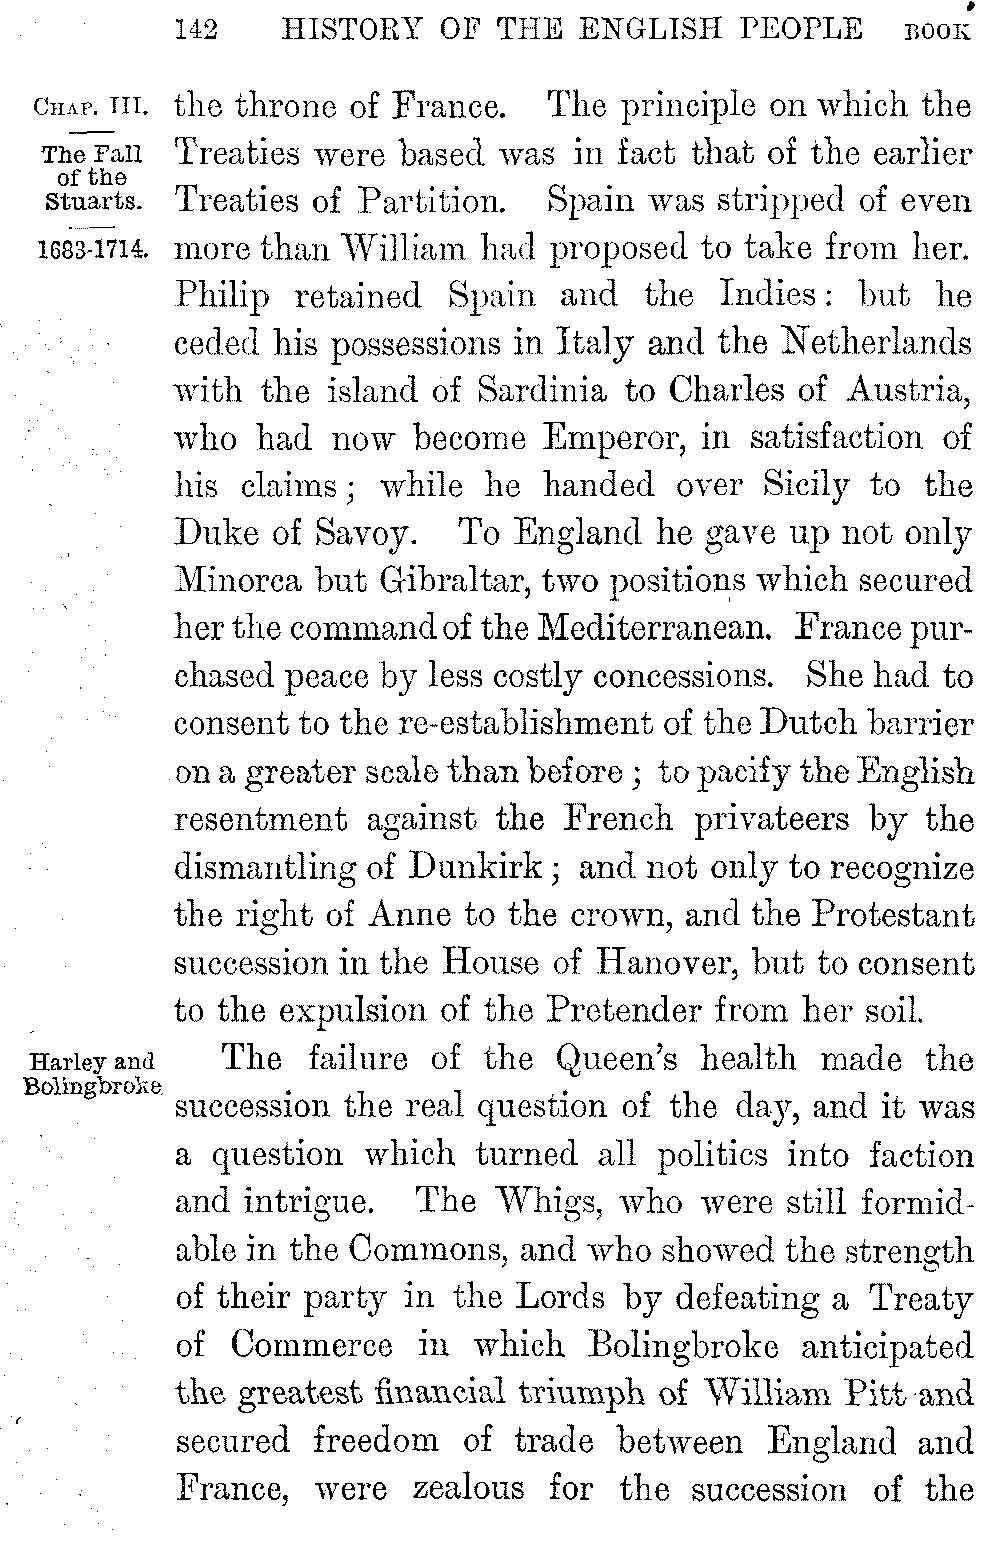 142 HISTORY OF THE ENGLISH PEOPLE BOOK
CHAP. III.
The Fall
of the
Stuarts.
1683-1714.
the throne of France. The principle on which the
Treaties were based was in fact that of the earlier
Treaties of Partition. Spain was stripped of even
more than William had proposed to take from her.
Philip retained Spain and the Indies: but he
ceded his possessions in Italy and the Netherlands
with the island of Sardinia to Charles of Austria,
who had now become Emperor, in satisfaction of
his claims; while he handed over Sicily to the
Duke of Savoy. To England he gave up not only
Minorca but Gibraltar, two positions which secured
her the command of the Mediterranean. France pur-
chased peace by less costly concessions. She had to
consent to the re-establishment of the Dutch barrier
on a greater scale than before; to pacify the English
resentment against the French privateers by the
dismantling of Dunkirk; and not only to recognize
the right of Anne to the crown, and the Protestant
succession in the House of Hanover, but to consent
to the expulsion of the Pretender from her soil.
Harley and
Bolingbroke
The failure of the Queen's health made the
succession the real question of the day, and it was
a question which turned all politics into faction
and intrigue. The Whigs, who were still formid-
able in the Commons, and who showed the strength
of their party in the Lords by defeating a Treaty
of Commerce in which Bolingbroke anticipated
the greatest financial triumph of William Pitt and
secured freedom of trade between England and
France, were zealous for the succession of the